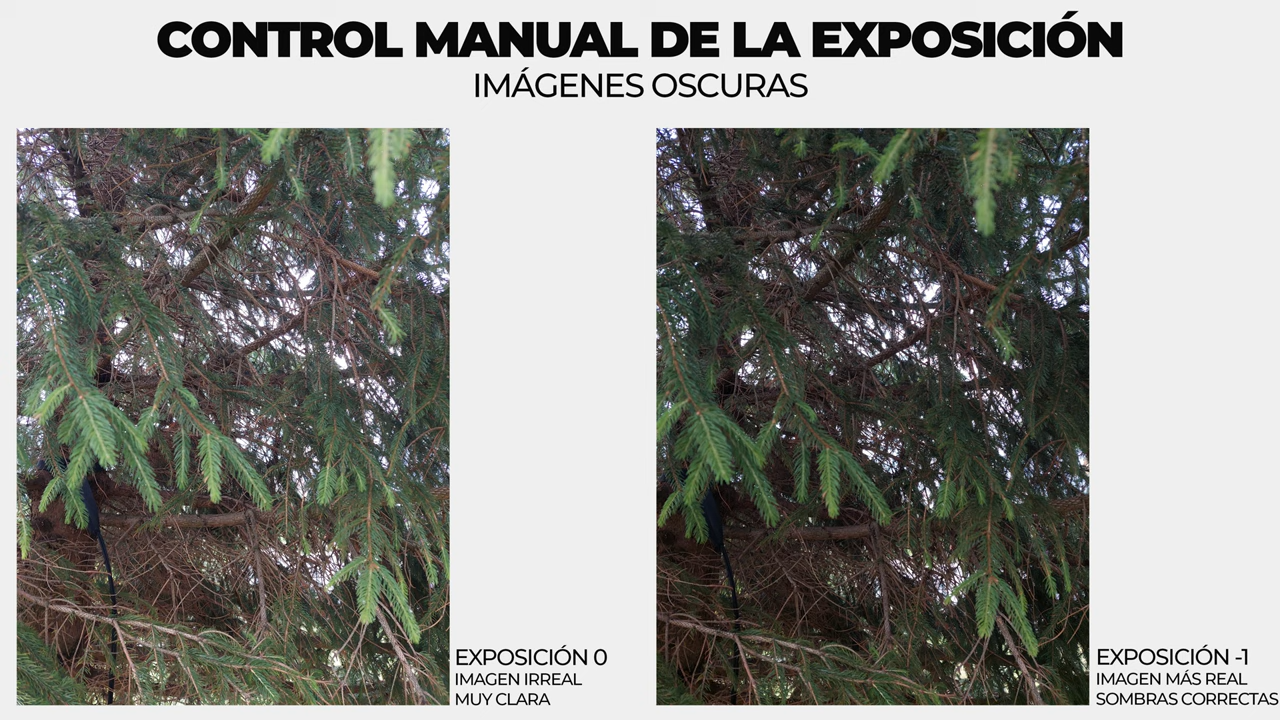 CONTROL MANUAL DE LA EXPOSICIÓN
IMÁGENES OSCURAS
EXPOSICIÓN 0
IMAGEN IRREAL
MUY CLARA
EXPOSICIÓN -1
IMAGEN MÁS REAL
SOMBRAS CORRECTAS